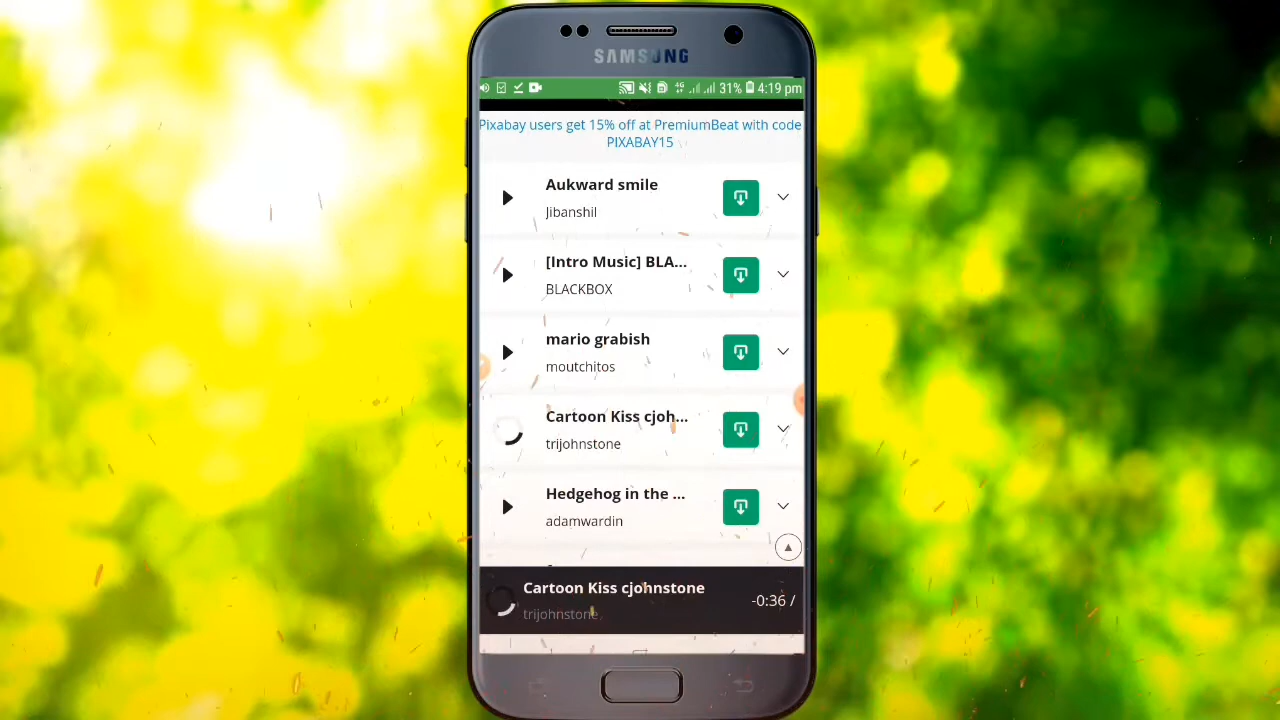 SAMSUNG
4G 31% 4:19 pm
Pixabay users get 15% off at PremiumBeat with code
PIXABAY15
Aukward smile
Jibanshil
[Intro Music] BLA...
BLACKBOX
mario grabish
moutchitos
Cartoon Kiss cjoh...
trijohnstone
Hedgehog in the ...
adamwardin
Cartoon Kiss cjohnstone
trijohnstone
-0:36 /